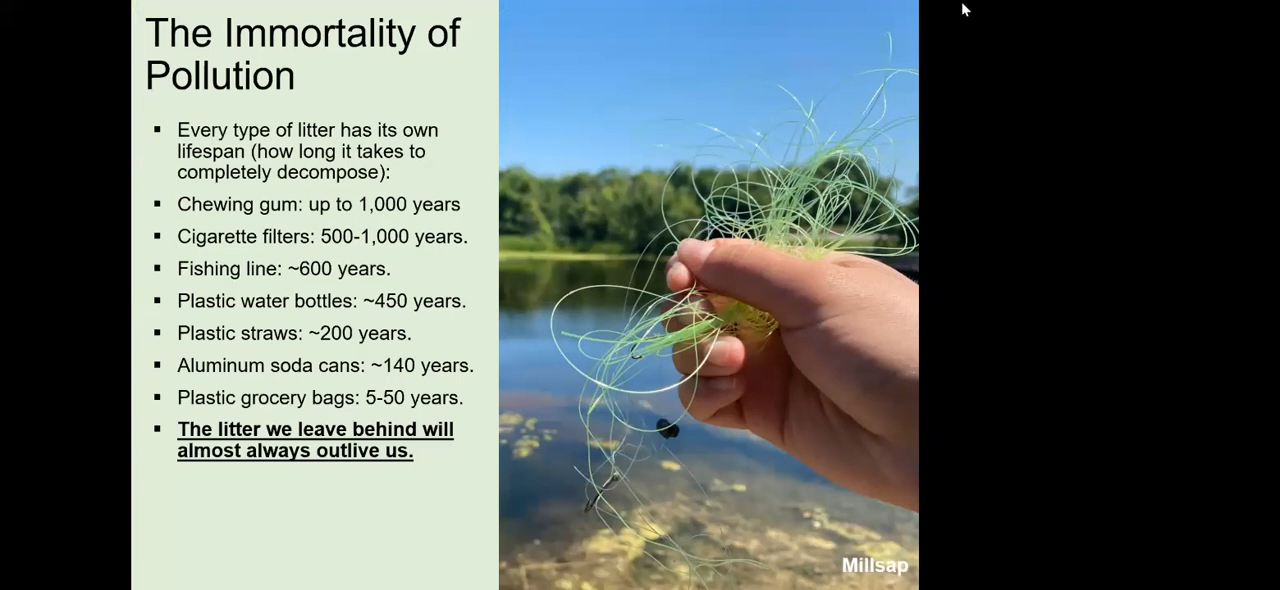 The Immortality of
Pollution
▪ Every type of litter has its own
lifespan (how long it takes to
completely decompose):
▪ Chewing gum: up to 1,000 years
▪ Cigarette filters: 500-1,000 years.
▪ Fishing line: ~600 years.
▪ Plastic water bottles: ~450 years.
▪ Plastic straws: ~200 years.
▪ Aluminum soda cans: ~140 years.
▪ Plastic grocery bags: 5-50 years.
▪ The litter we leave behind will
almost always outlive us.
Millsap